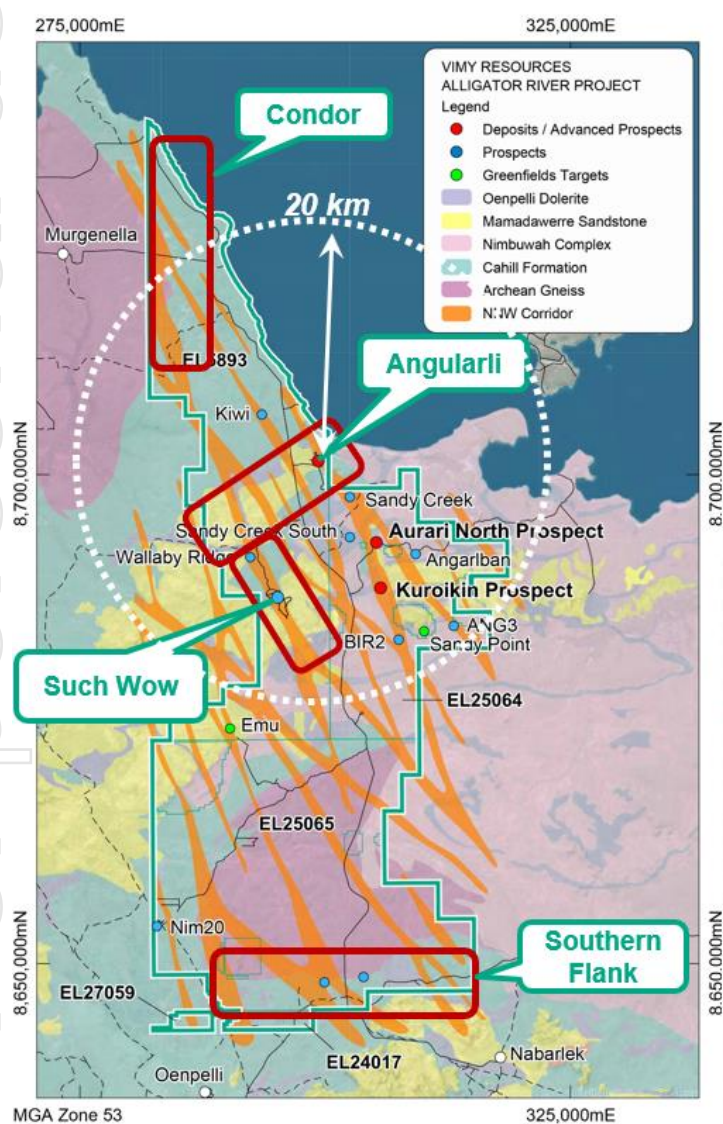 275,000mE
325,000mE
VIMY RESOURCES
ALLIGATOR RIVER PROJECT
Legend
Deposits / Advanced Prospects
Prospects
Greenfields Targets
Oenpelli Dolerite
Mamadawerre Sandstone
Nimbuwah Complex
Cahill Formation
Archean Gneiss
NNW Corridor
Condor
20 km
Murgenella
Angularli
EL5893
Kiwi
8,700,000mN
8,700,000mN
Sandy Creek
Sandy Creek South
Aurari North Prospect
Wallaby Ridge
Angarlban
Kuroikin Prospect
ANG3
BIR2
Sandy Point
Such Wow
EL25064
Emu
EL25065
Nim20
Southern
Flank
8,650,000mN
8,650,000mN
EL27059
EL24017
Nabarlek
Oenpelli
MGA Zone 53
325,000mE